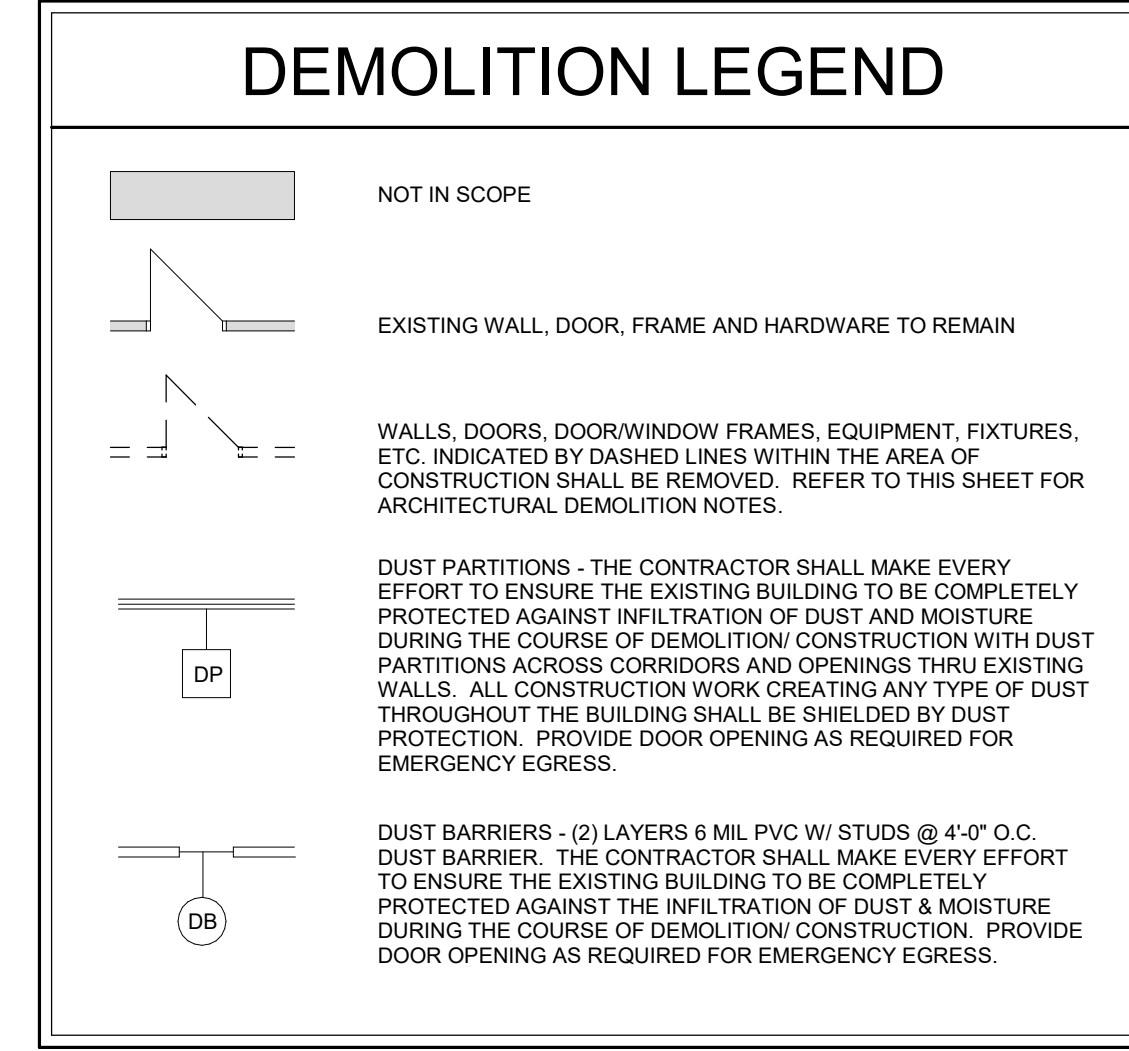 DEMOLITION LEGEND
NOT IN SCOPE
EXISTING WALL, DOOR, FRAME AND HARDWARE TO REMAIN
WALLS, DOORS, DOOR/WINDOW FRAMES, EQUIPMENT, FIXTURES,
ETC. INDICATED BY DASHED LINES WITHIN THE AREA OF
CONSTRUCTION SHALL BE REMOVED.  REFER TO THIS SHEET FOR
ARCHITECTURAL DEMOLITION NOTES.
DUST PARTITIONS - THE CONTRACTOR SHALL MAKE EVERY
EFFORT TO ENSURE THE EXISTING BUILDING TO BE COMPLETELY
PROTECTED AGAINST INFILTRATION OF DUST AND MOISTURE
DURING THE COURSE OF DEMOLITION/ CONSTRUCTION WITH DUST
PARTITIONS ACROSS CORRIDORS AND OPENINGS THRU EXISTING
WALLS.  ALL CONSTRUCTION WORK CREATING ANY TYPE OF DUST
THROUGHOUT THE BUILDING SHALL BE SHIELDED BY DUST
PROTECTION.  PROVIDE DOOR OPENING AS REQUIRED FOR
EMERGENCY EGRESS.
DP
DUST BARRIERS - (2) LAYERS 6 MIL PVC W/ STUDS @ 4'-0" O.C.
DUST BARRIER.  THE CONTRACTOR SHALL MAKE EVERY EFFORT
TO ENSURE THE EXISTING BUILDING TO BE COMPLETELY
PROTECTED AGAINST THE INFILTRATION OF DUST & MOISTURE
DURING THE COURSE OF DEMOLITION/ CONSTRUCTION.  PROVIDE
DOOR OPENING AS REQUIRED FOR EMERGENCY EGRESS.
DB